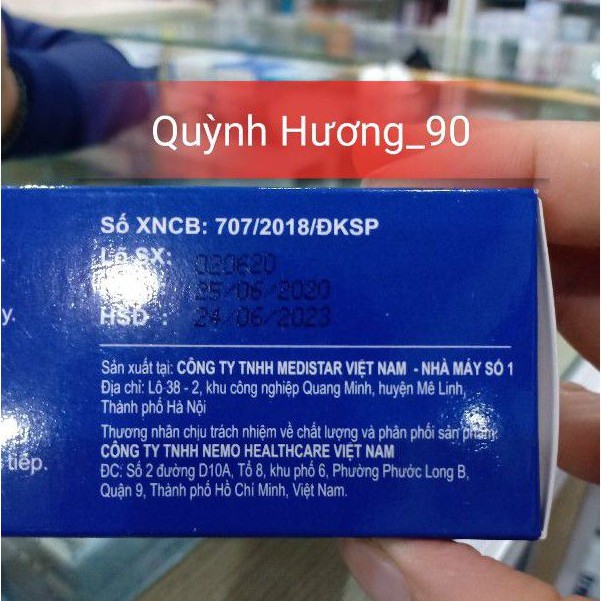 Quỳnh Hương_90
Số XNCB: 707/2018/ĐKSP
Lô SX: 020620
25/06/2020
y. HSD : 24/06/2023
Sản xuất tại: CÔNG TY TNHH MEDISTAR VIỆT NAM - NHÀ MÁY SỐ 1
Địa chỉ: Lô 38 - 2, khu công nghiệp Quang Minh, huyện Mê Linh,
Thành phố Hà Nội
Thương nhân chịu trách nhiệm về chất lượng và phân phối sản phẩm
CÔNG TY TNHH NEMO HEALTHCARE VIỆT NAM
tiếp. ĐC: Số 2 đường D10A, Tổ 8, khu phố 6, Phường Phước Long B,
Quận 9, Thành phố Hồ Chí Minh, Việt Nam.